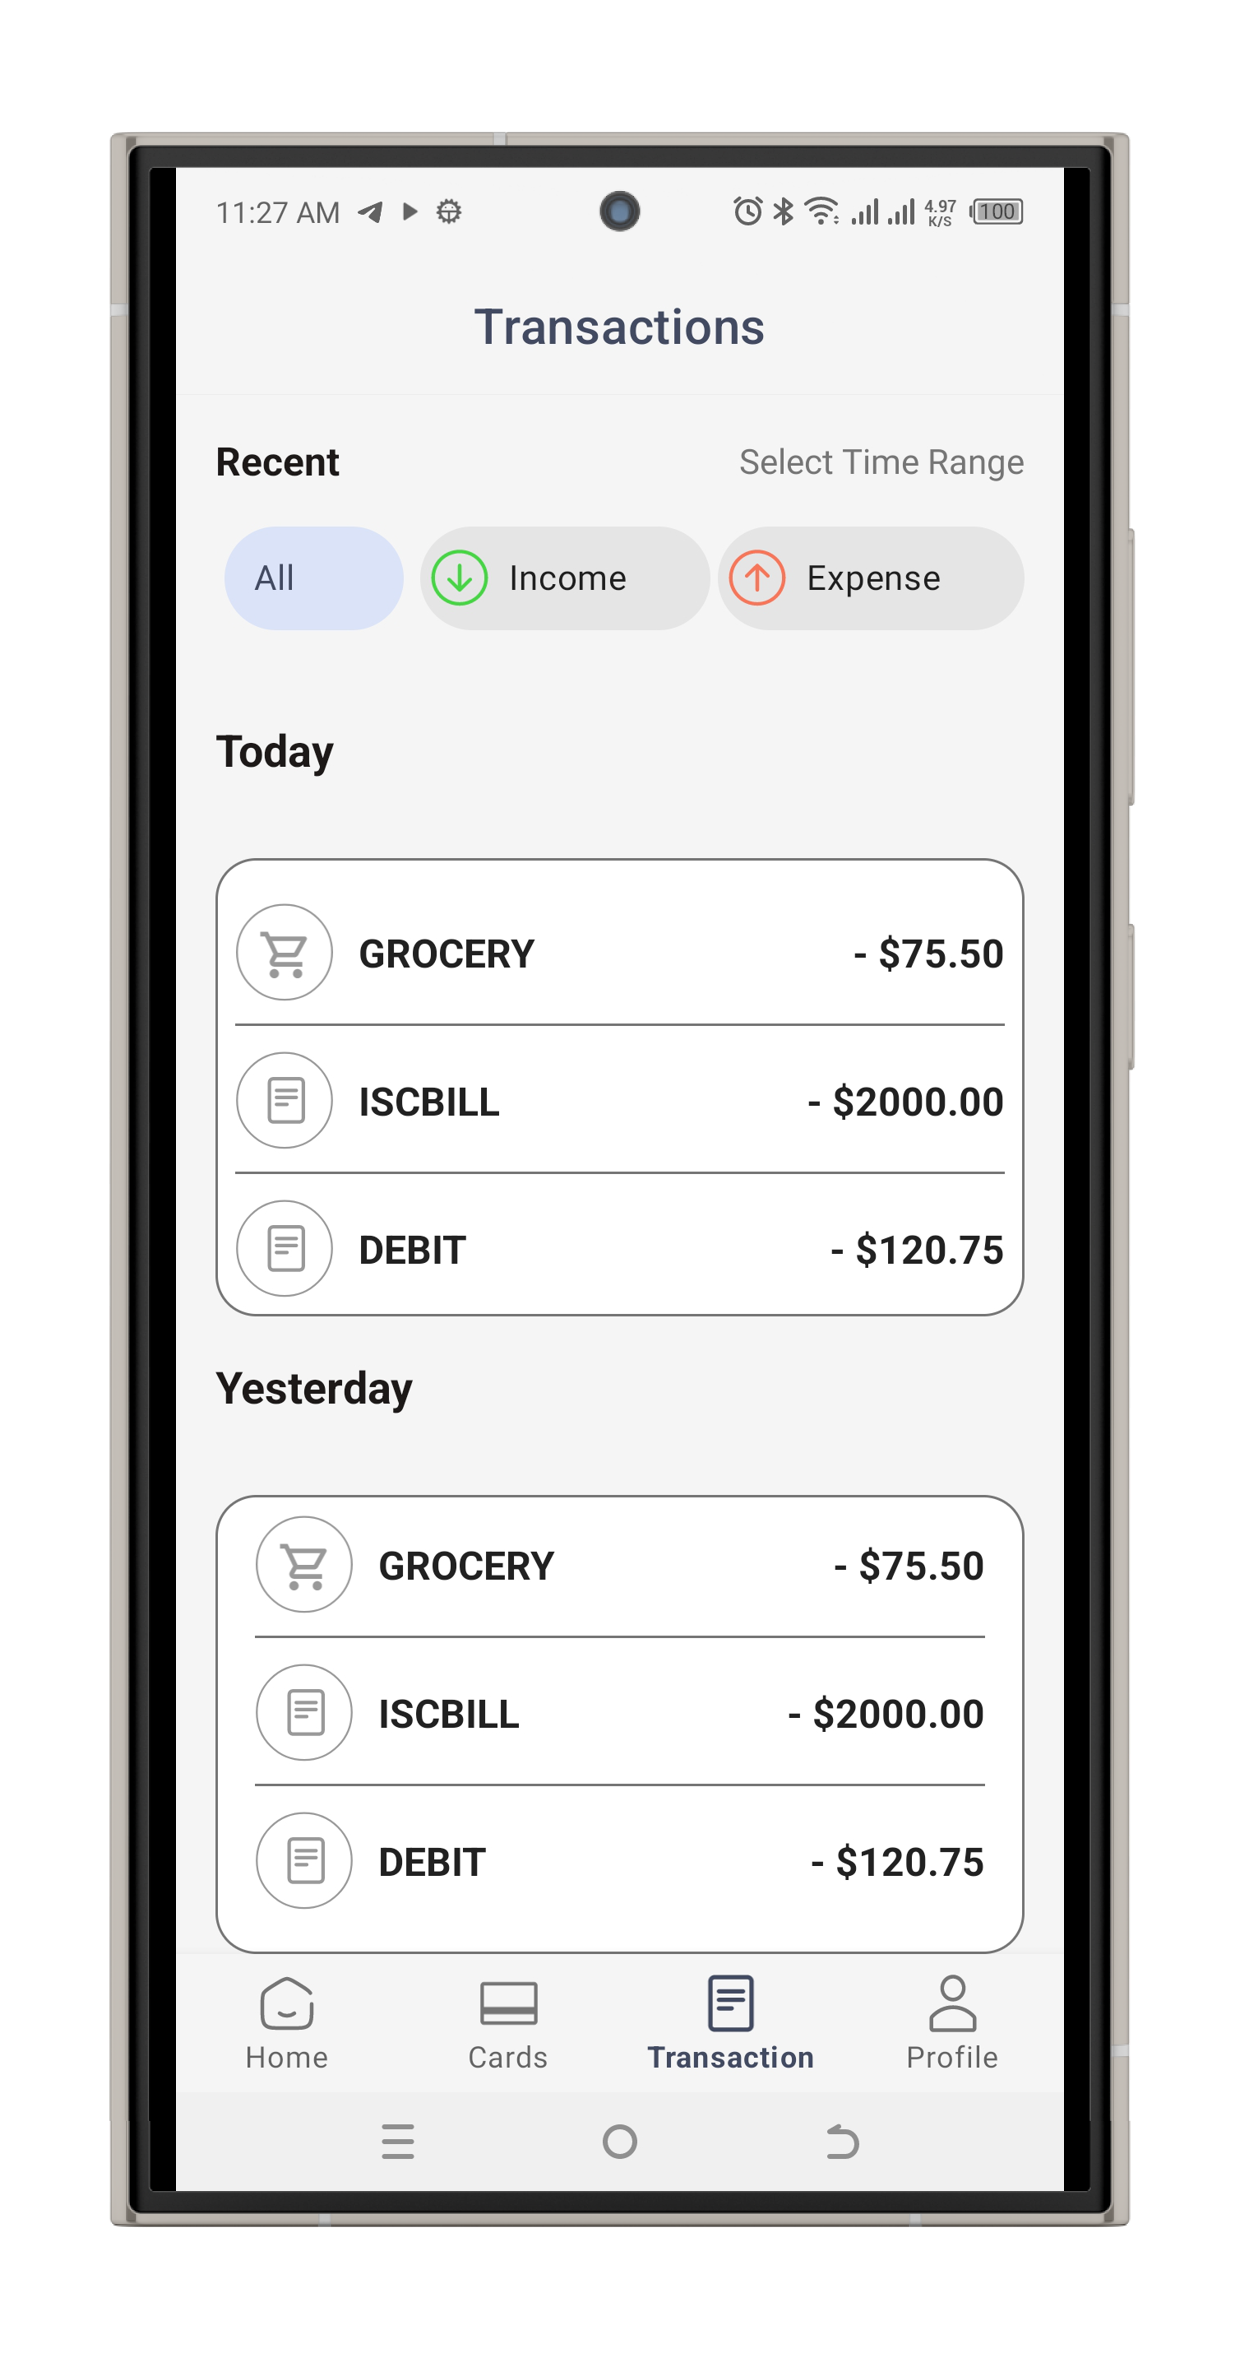 11:27 AM 4.97 K/S 100
Transactions
Recent Select Time Range
All Income Expense
Today
GROCERY - $75.50
ISCBILL - $2000.00
DEBIT - $120.75
Yesterday
GROCERY - $75.50
ISCBILL - $2000.00
DEBIT - $120.75
Home Cards Transaction Profile